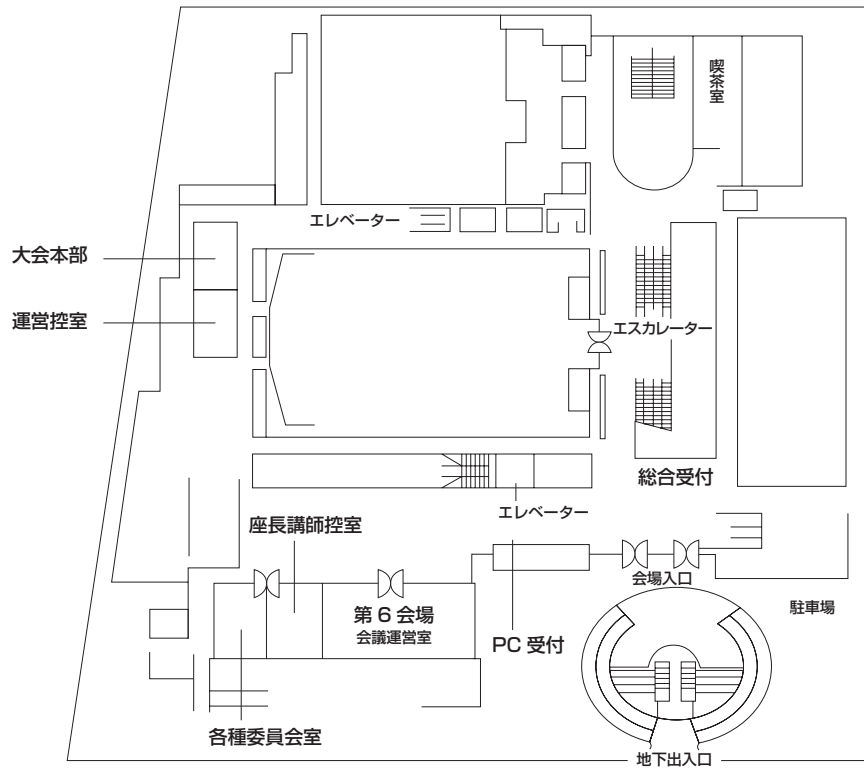 喫茶室
エレベーター
大会本部
運営控室
エスカレーター
総合受付
エレベーター
座長講師控室
会場入口
駐車場
第6会場
会議運営室
PC 受付
各種委員会室
地下出入口